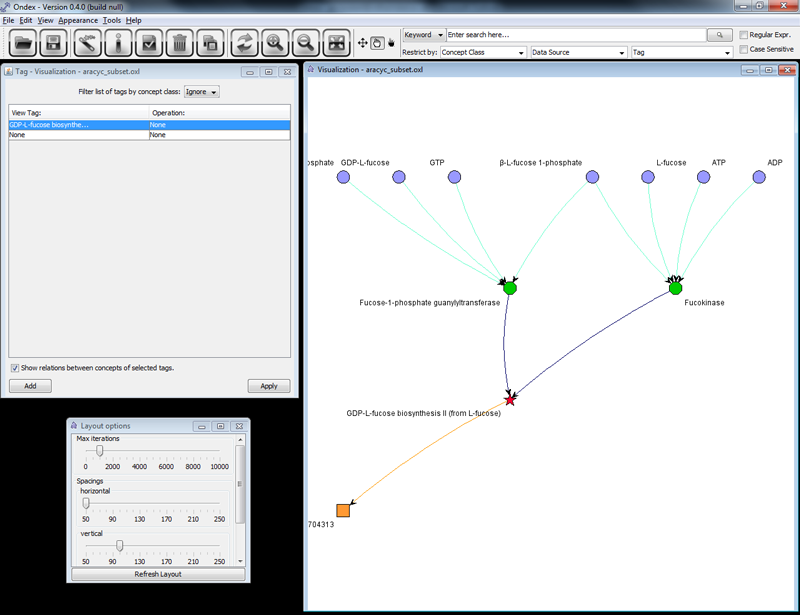 Ondex - Version 0.4.0 (build null)
File Edit View Appearance Tools Help
Keyword Enter search here... Regular Expr.
Restrict by: Concept Class Data Source Tag Case Sensitive
Tag - Visualization - aracyc_subset.oxl
Filter list of tags by concept class: Ignore
View Tag: Operation:
GDP-L-fucose biosynthe... None
None None
Show relations between concepts of selected tags.
Add Apply
Layout options
Max iterations
0 2000 4000 6000 8000 10000
Spacings
horizontal
50 90 130 170 210 250
vertical
50 90 130 170 210 250
Refresh Layout
Visualization - aracyc_subset.oxl
osphate GDP-L-fucose GTP β-L-fucose 1-phosphate L-fucose ATP ADP
Fucose-1-phosphate guanylyltransferase Fucokinase
GDP-L-fucose biosynthesis II (from L-fucose)
704313